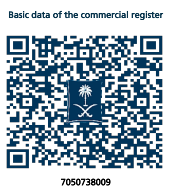 Basic data of the commercial register
7050738009